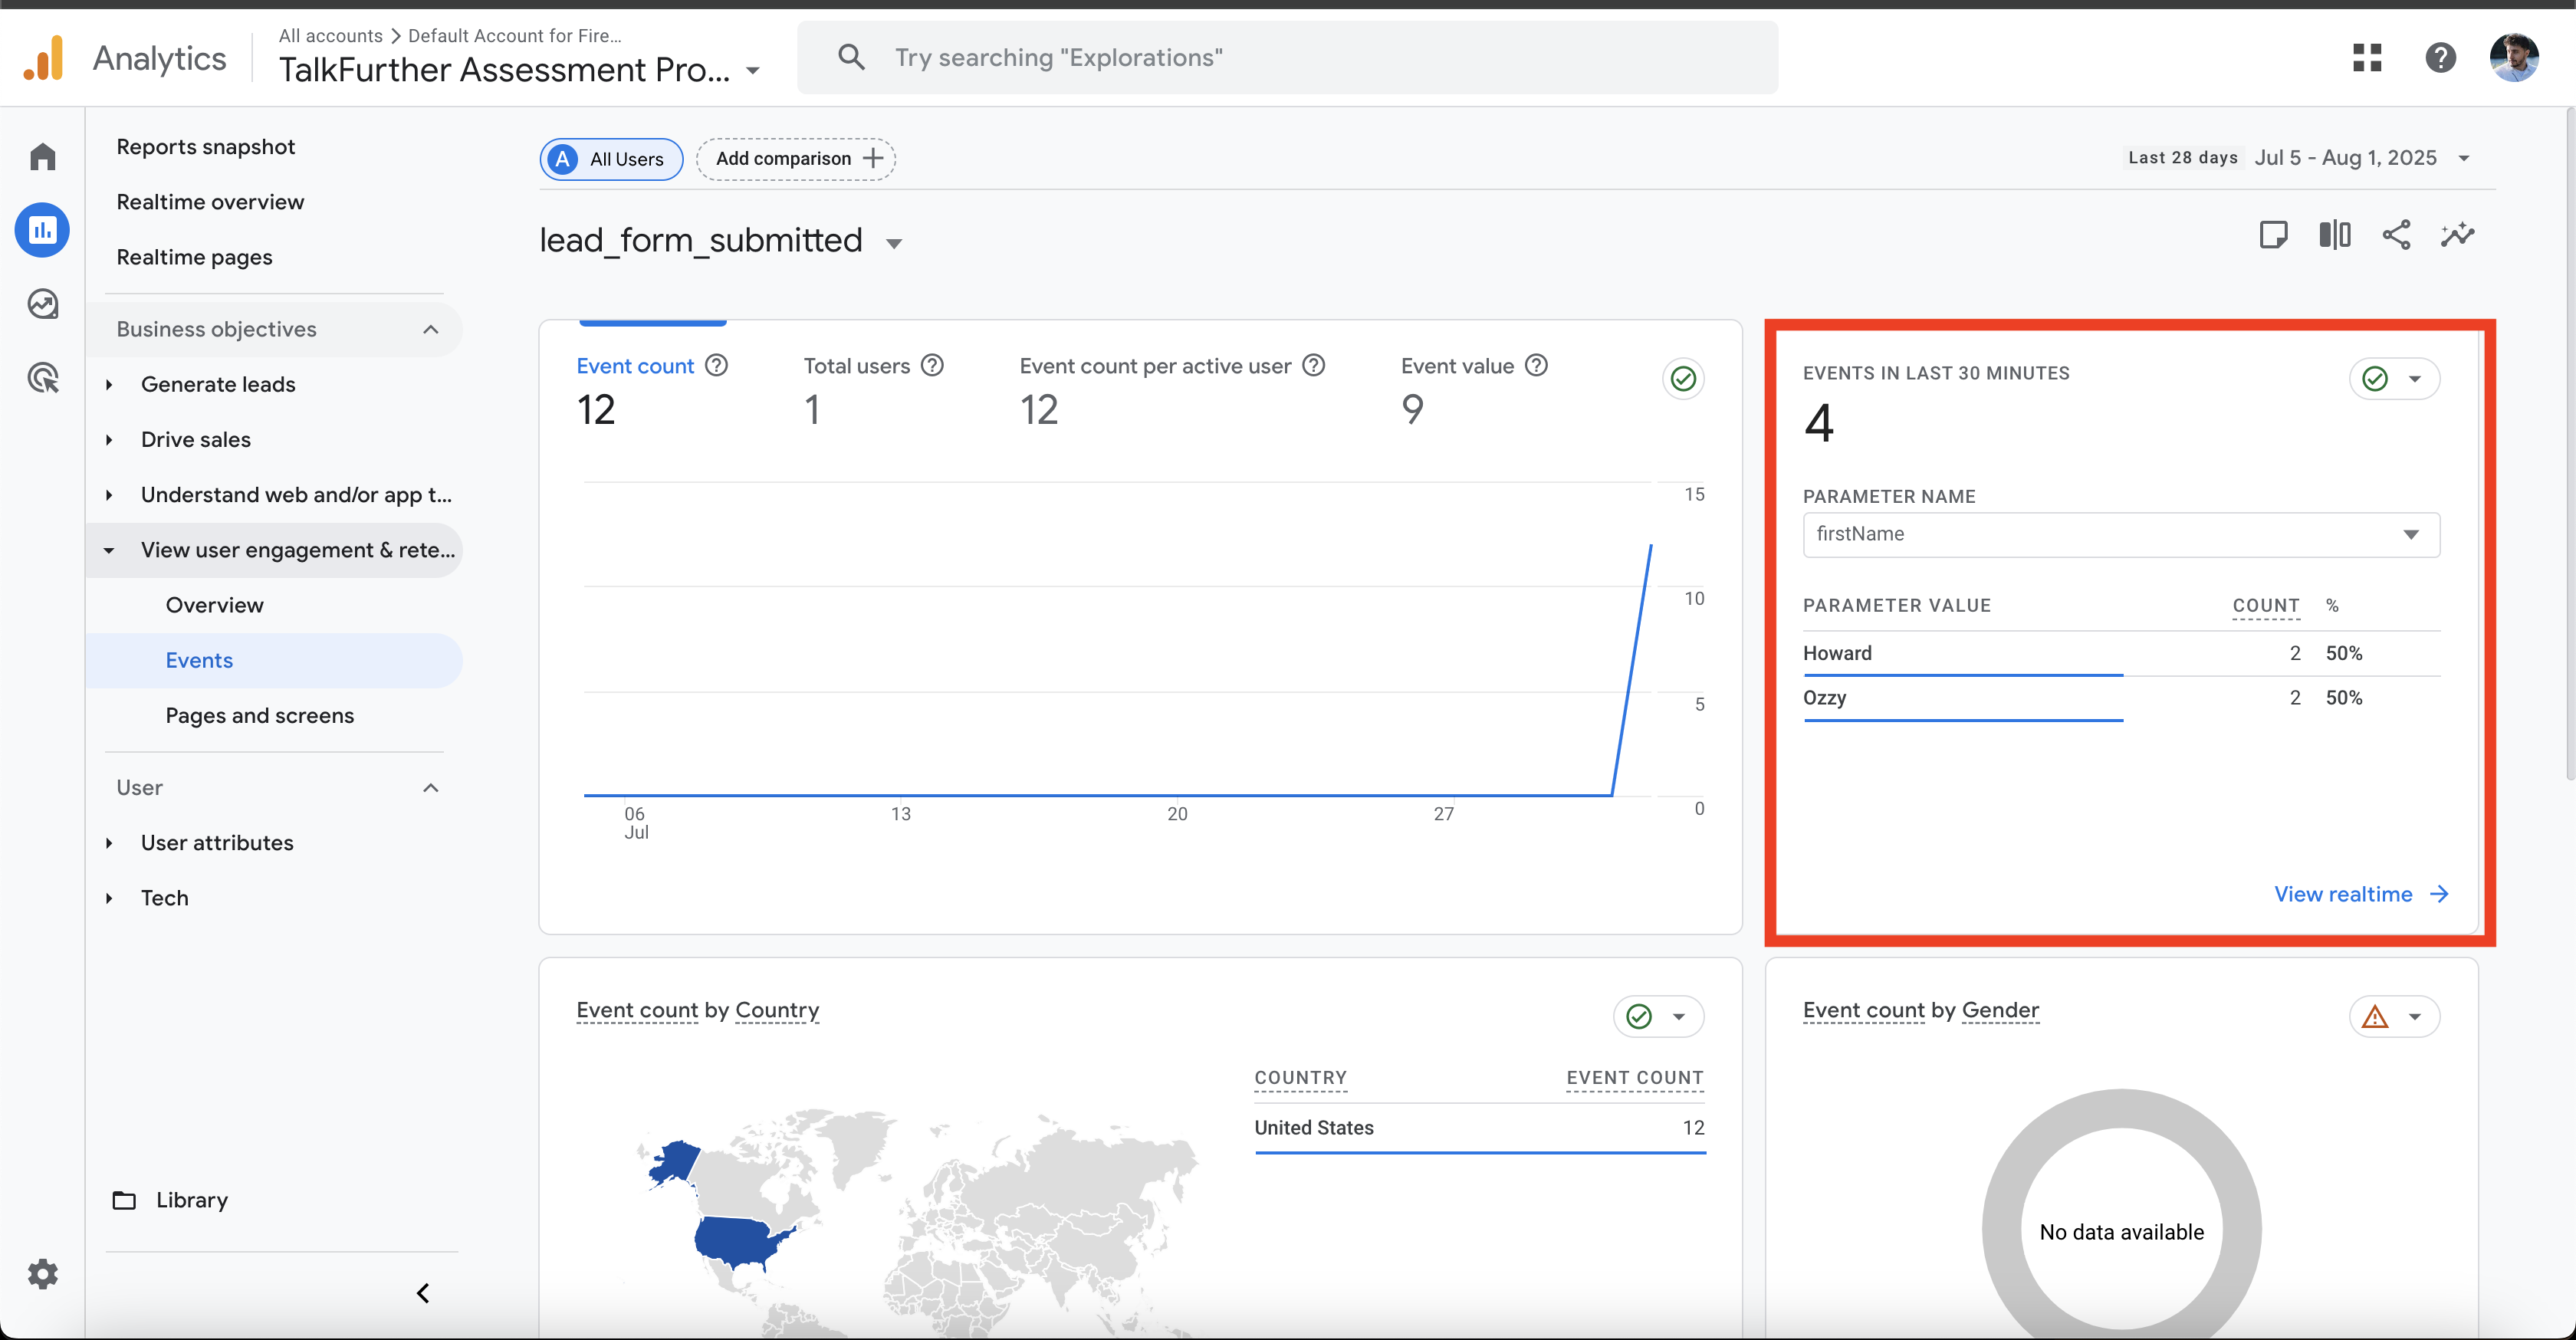 Analytics
All accounts > Default Account for Fire...
TalkFurther Assessment Pro...
Try searching "Explorations"
Reports snapshot
Realtime overview
Realtime pages
Business objectives
Generate leads
Drive sales
Understand web and/or app t...
View user engagement & rete...
Overview
Events
Pages and screens
User
User attributes
Tech
Library
A All Users
Add comparison
Last 28 days Jul 5 - Aug 1, 2025
lead_form_submitted
Event count
12
Total users
1
Event count per active user
12
Event value
9
15
10
5
0
06
Jul
13
20
27
EVENTS IN LAST 30 MINUTES
4
PARAMETER NAME
firstName
PARAMETER VALUE COUNT %
Howard 2 50%
Ozzy 2 50%
View realtime
Event count by Country
COUNTRY EVENT COUNT
United States 12
Event count by Gender
No data available